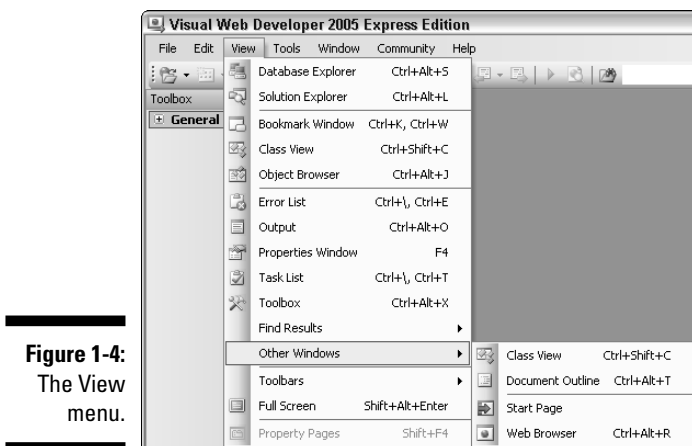 Visual Web Developer 2005 Express Edition
File Edit View Tools Window Community Help
Toolbox
General
Database Explorer Ctrl+Alt+S
Solution Explorer Ctrl+Alt+L
Bookmark Window Ctrl+K, Ctrl+W
Class View Ctrl+Shift+C
Object Browser Ctrl+Alt+J
Error List Ctrl+\, Ctrl+E
Output Ctrl+Alt+O
Properties Window F4
Task List Ctrl+\, Ctrl+T
Toolbox Ctrl+Alt+X
Find Results
Other Windows
Toolbars
Full Screen Shift+Alt+Enter
Property Pages Shift+F4
Class View Ctrl+Shift+C
Document Outline Ctrl+Alt+T
Start Page
Web Browser Ctrl+Alt+R
Figure 1-4:
The View
menu.